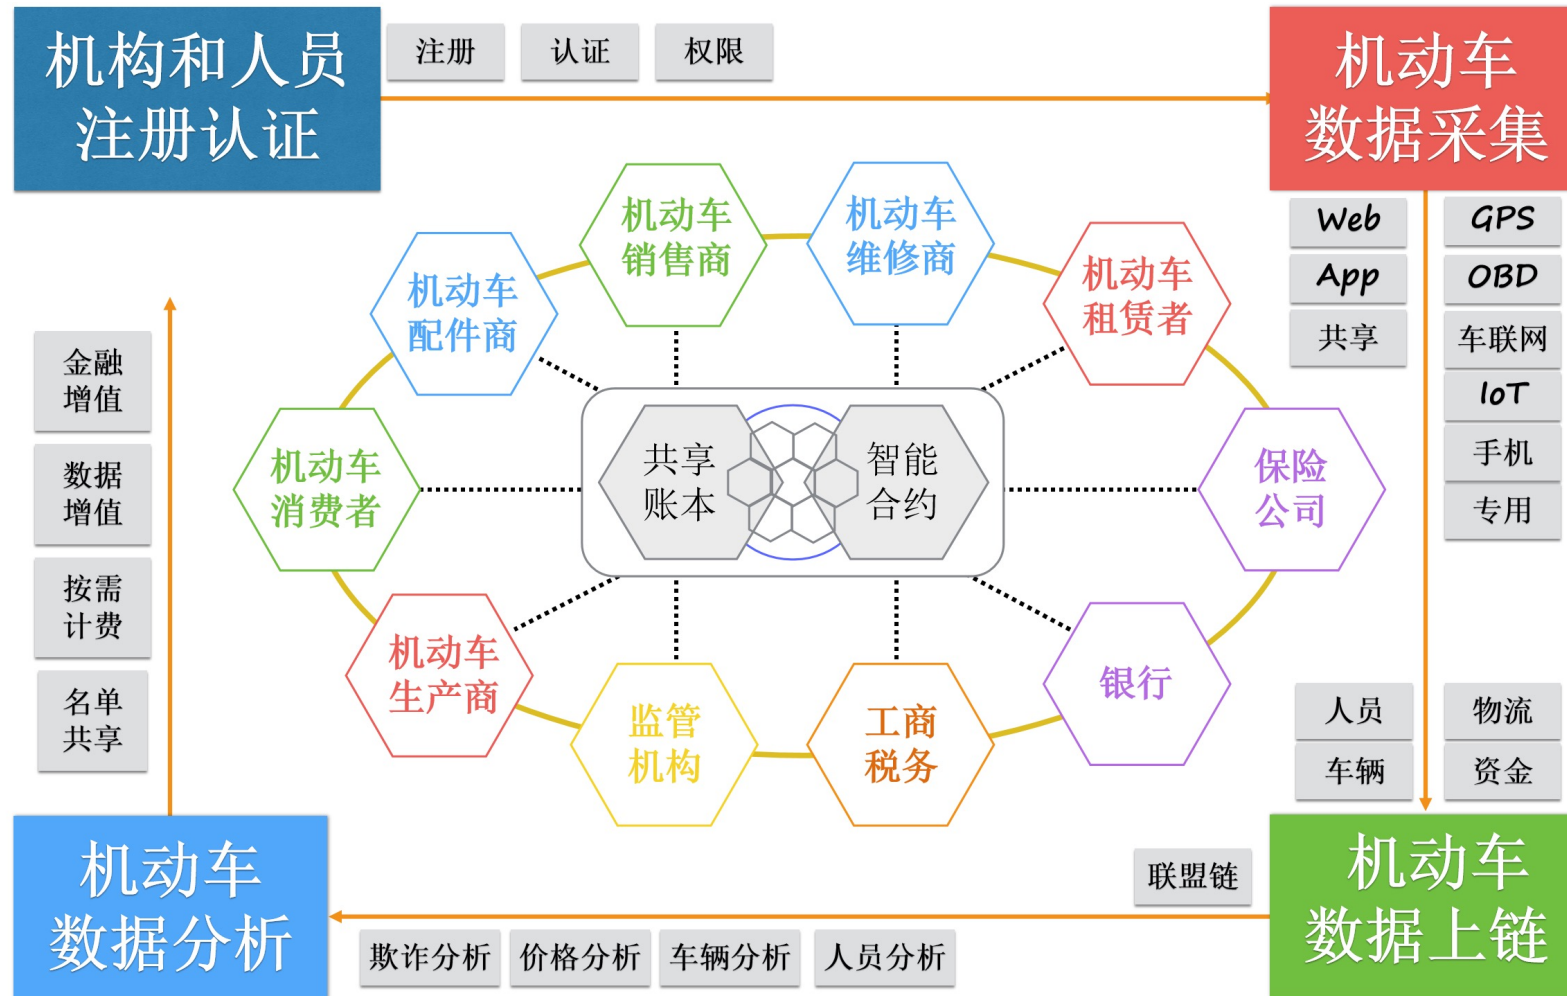 机构和人员
注册认证
注册
认证
权限
机动车
数据采集
Web
GPS
App
OBD
共享
车联网
IoT
手机
专用
人员
物流
车辆
资金
机动车
销售商
机动车
维修商
机动车
配件商
机动车
租赁者
机动车
消费者
共享
账本
智能
合约
保险
公司
机动车
生产商
监管
机构
工商
税务
银行
金融
增值
数据
增值
按需
计费
名单
共享
机动车
数据分析
欺诈分析
价格分析
车辆分析
人员分析
联盟链
机动车
数据上链